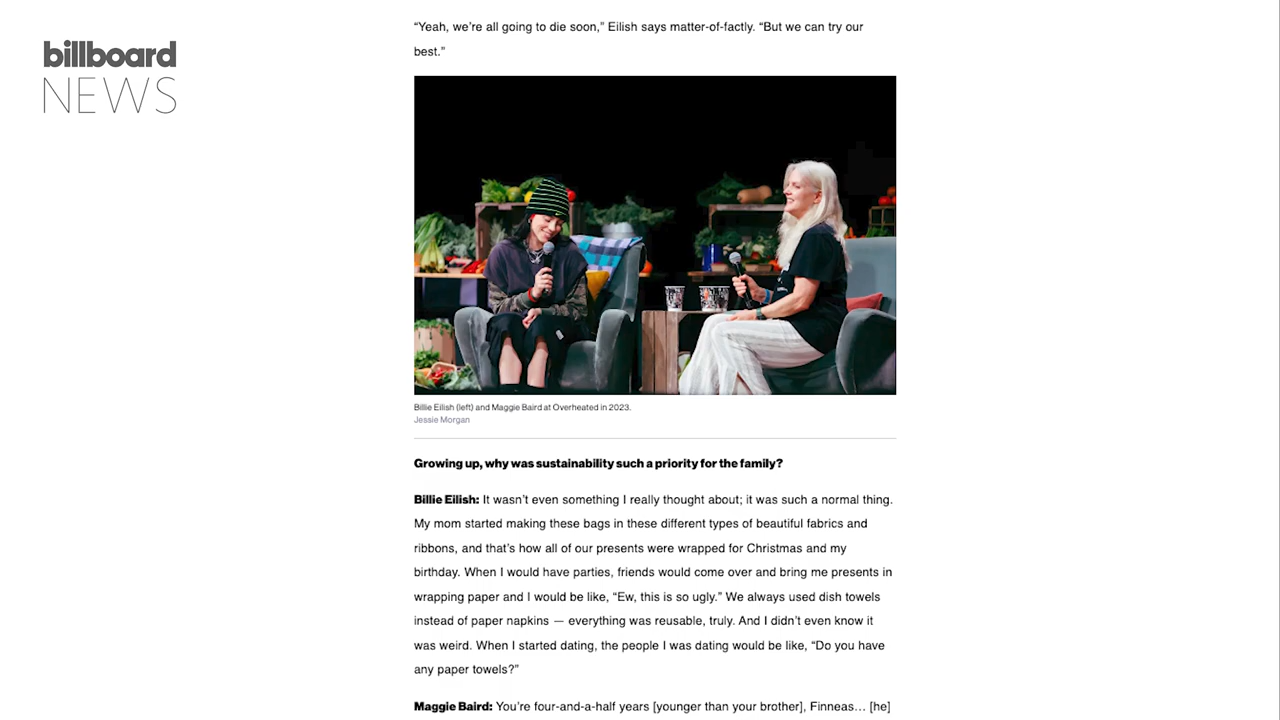 billboard
NEWS
“Yeah, we’re all going to die soon,” Eilish says matter-of-factly. “But we can try our
best.”
Billie Eilish (left) and Maggie Baird at Overheated in 2023.
Jessie Morgan
Growing up, why was sustainability such a priority for the family?
Billie Eilish: It wasn’t even something I really thought about; it was such a normal thing.
My mom started making these bags in these different types of beautiful fabrics and
ribbons, and that’s how all of our presents were wrapped for Christmas and my
birthday. When I would have parties, friends would come over and bring me presents in
wrapping paper and I would be like, “Ew, this is so ugly.” We always used dish towels
instead of paper napkins — everything was reusable, truly. And I didn’t even know it
was weird. When I started dating, the people I was dating would be like, “Do you have
any paper towels?”
Maggie Baird: You’re four-and-a-half years [younger than your brother], Finneas… [he]